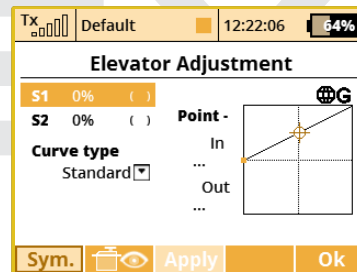 Tx Default 12:22:06 64%
Elevator Adjustment
S1 0% ( )
S2 0% ( )
Curve type
Standard
G
Point -
In
...
Out
...
Sym. Apply Ok